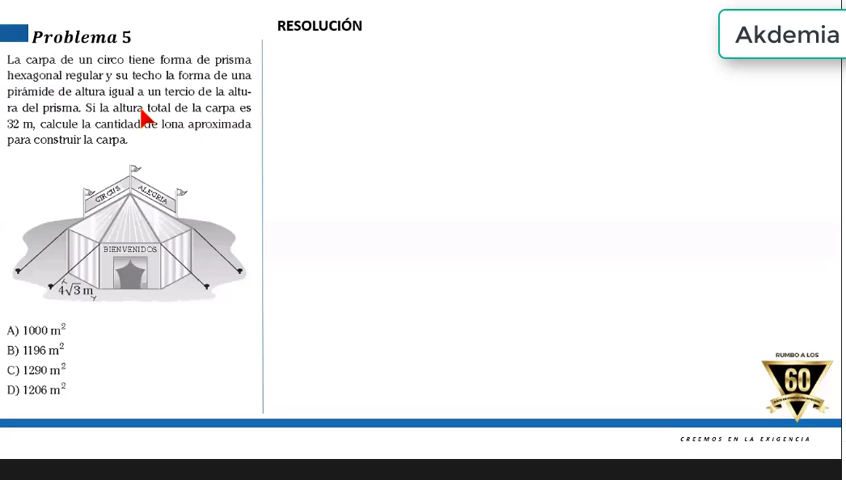 RESOLUCIÓN
Akdemia
Problema 5
La carpa de un circo tiene forma de prisma
hexagonal regular y su techo la forma de una
pirámide de altura igual a un tercio de la altu-
ra del prisma. Si la altura total de la carpa es
32 m, calcule la cantidad de lona aproximada
para construir la carpa.
CIRCUS ALEGRIA
BIENVENIDOS
4√3 m
A) 1000 m²
B) 1196 m²
C) 1290 m²
D) 1206 m²
RUMBO A LOS
60
CREEMOS EN LA EXIGENCIA